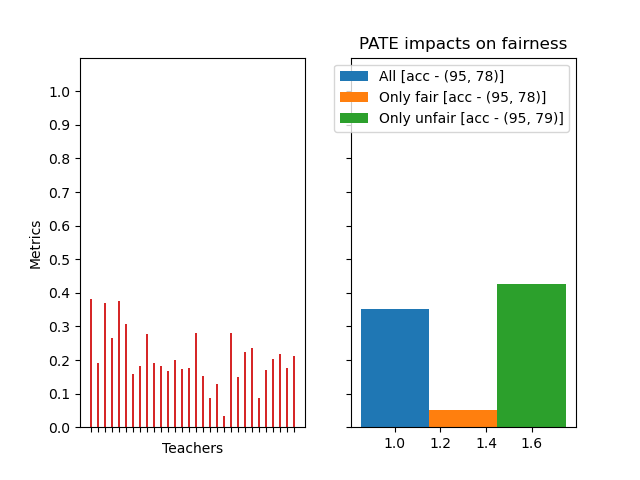 PATE impacts on fairness
All [acc - (95, 78)]
Only fair [acc - (95, 78)]
Only unfair [acc - (95, 79)]
Metrics
1.0
0.9
0.8
0.7
0.6
0.5
0.4
0.3
0.2
0.1
0.0
Teachers
1.0 1.2 1.4 1.6